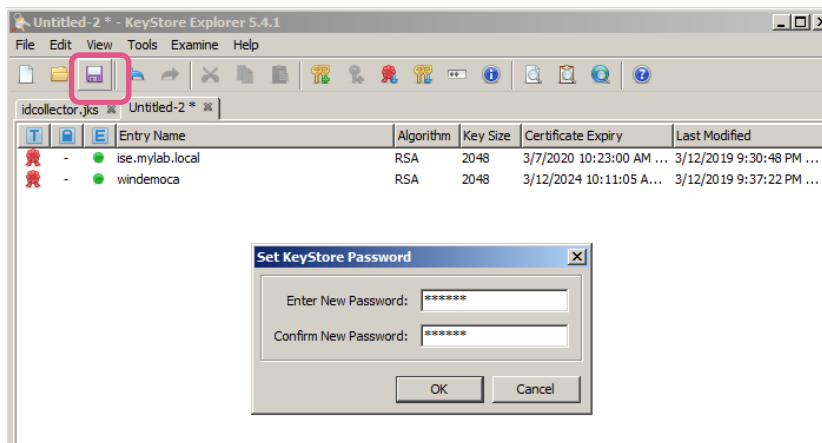 Untitled-2 * - KeyStore Explorer 5.4.1
File Edit View Tools Examine Help
idcollector.jks Untitled-2 *
T E Entry Name Algorithm Key Size Certificate Expiry Last Modified
- ise.mylab.local RSA 2048 3/7/2020 10:23:00 AM ... 3/12/2019 9:30:48 PM ...
- windemoca RSA 2048 3/12/2024 10:11:05 A... 3/12/2019 9:37:22 PM ...
Set KeyStore Password
Enter New Password: ******
Confirm New Password: ******
OK Cancel